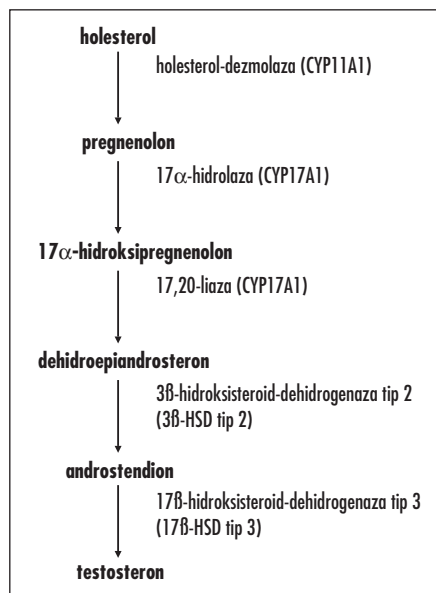 holesterol
holesterol-dezmolaza (CYP11A1)
pregnenolon
17α-hidrolaza (CYP17A1)
17α-hidroksipregnenolon
17,20-liaza (CYP17A1)
dehidroepiandrosteron
3ß-hidroksisteroid-dehidrogenaza tip 2
(3ß-HSD tip 2)
androstendion
17ß-hidroksisteroid-dehidrogenaza tip 3
(17ß-HSD tip 3)
testosteron